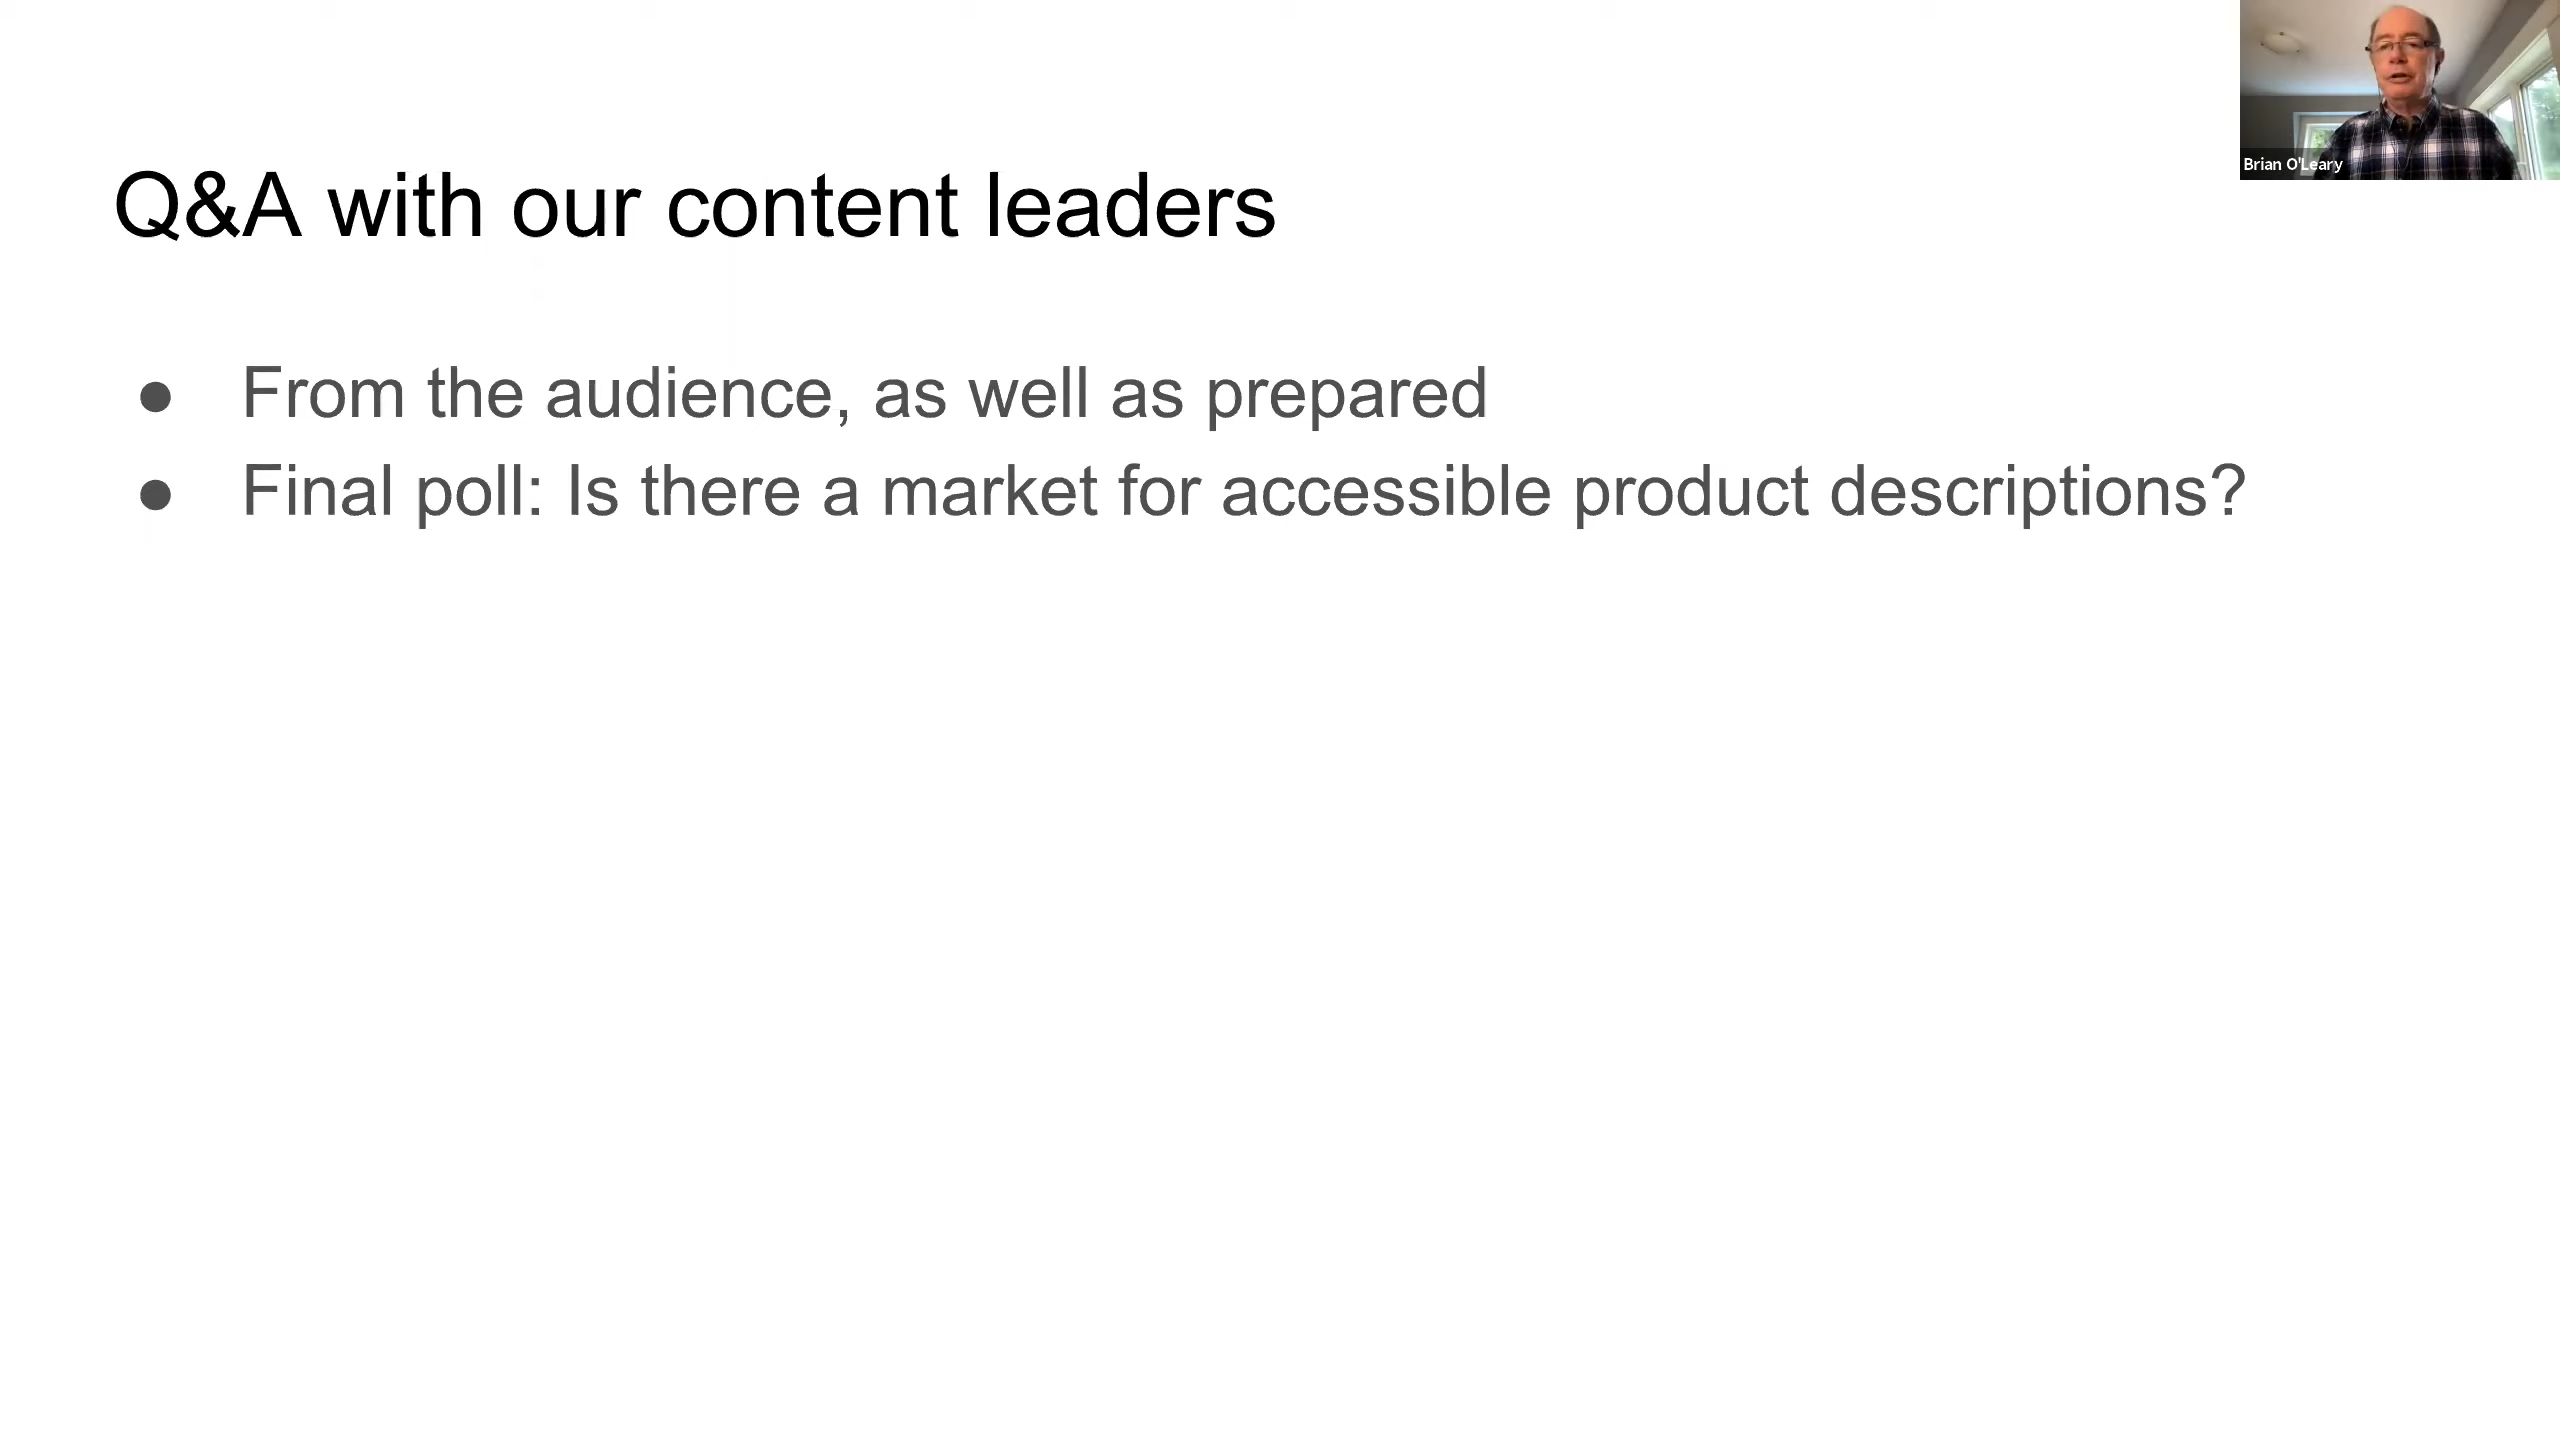 Q&A with our content leaders
● From the audience, as well as prepared
● Final poll: Is there a market for accessible product descriptions?
Brian O'Leary